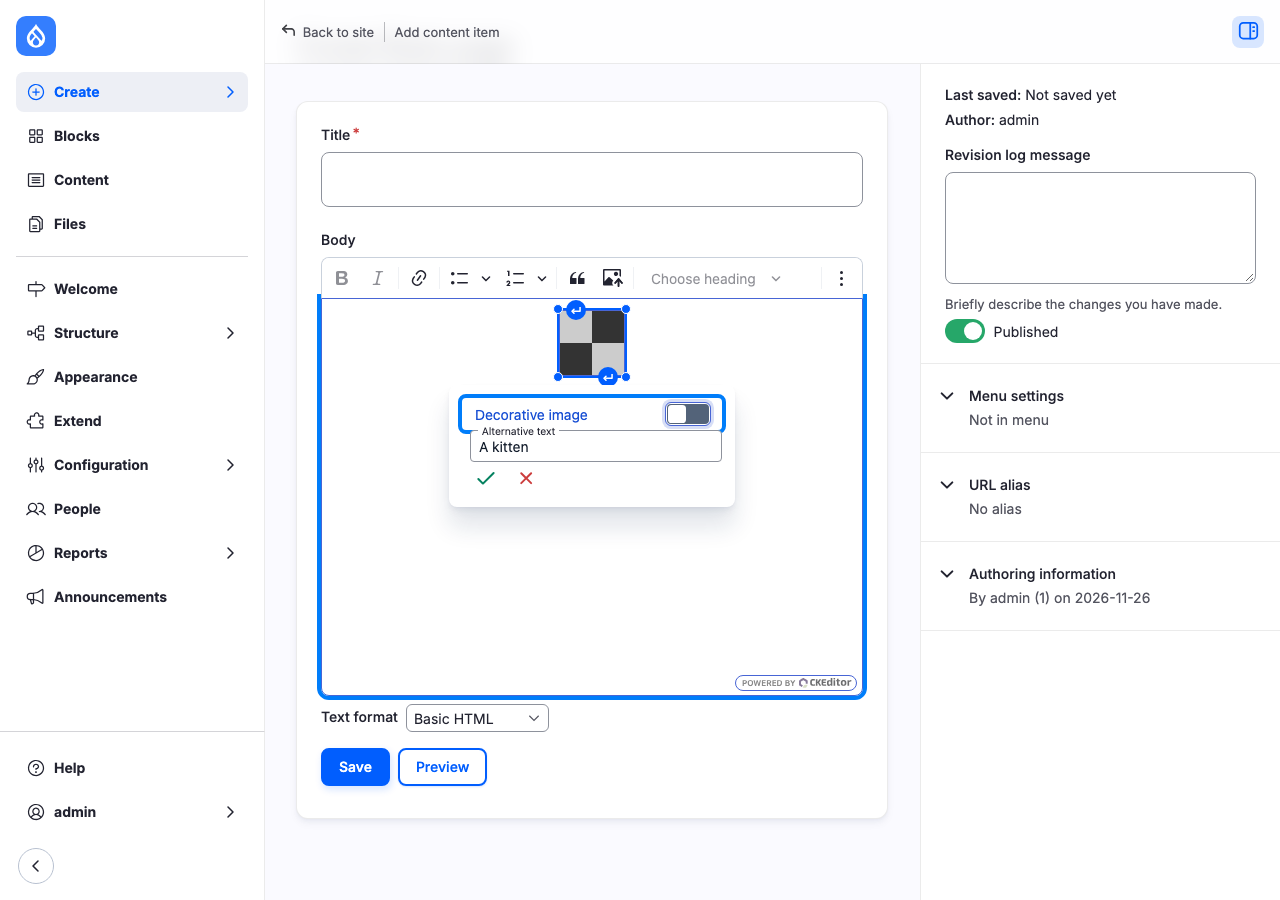 Back to site
Add content item
Create
Blocks
Content
Files
Welcome
Structure
Appearance
Extend
Configuration
People
Reports
Announcements
Help
admin
Title*
Body
B I Choose heading
Decorative image
Alternative text
A kitten
POWERED BY CKEditor
Text format Basic HTML
Save Preview
Last saved: Not saved yet
Author: admin
Revision log message
Briefly describe the changes you have made.
Published
Menu settings
Not in menu
URL alias
No alias
Authoring information
By admin (1) on 2026-11-26